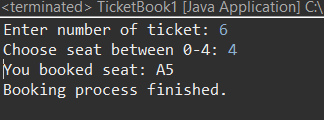 <terminated> TicketBook1 [Java Application] C:\
Enter number of ticket: 6
Choose seat between 0-4: 4
You booked seat: A5
Booking process finished.